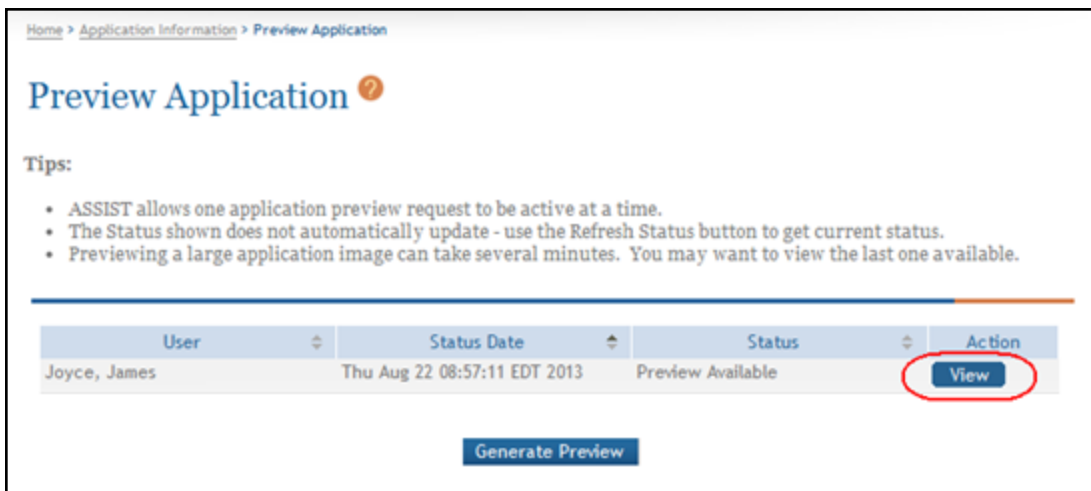 Home > Application Information > Preview Application
Preview Application ?
Tips:
• ASSIST allows one application preview request to be active at a time.
• The Status shown does not automatically update - use the Refresh Status button to get current status.
• Previewing a large application image can take several minutes. You may want to view the last one available.
User Status Date Status Action
Joyce, James Thu Aug 22 08:57:11 EDT 2013 Preview Available View
Generate Preview